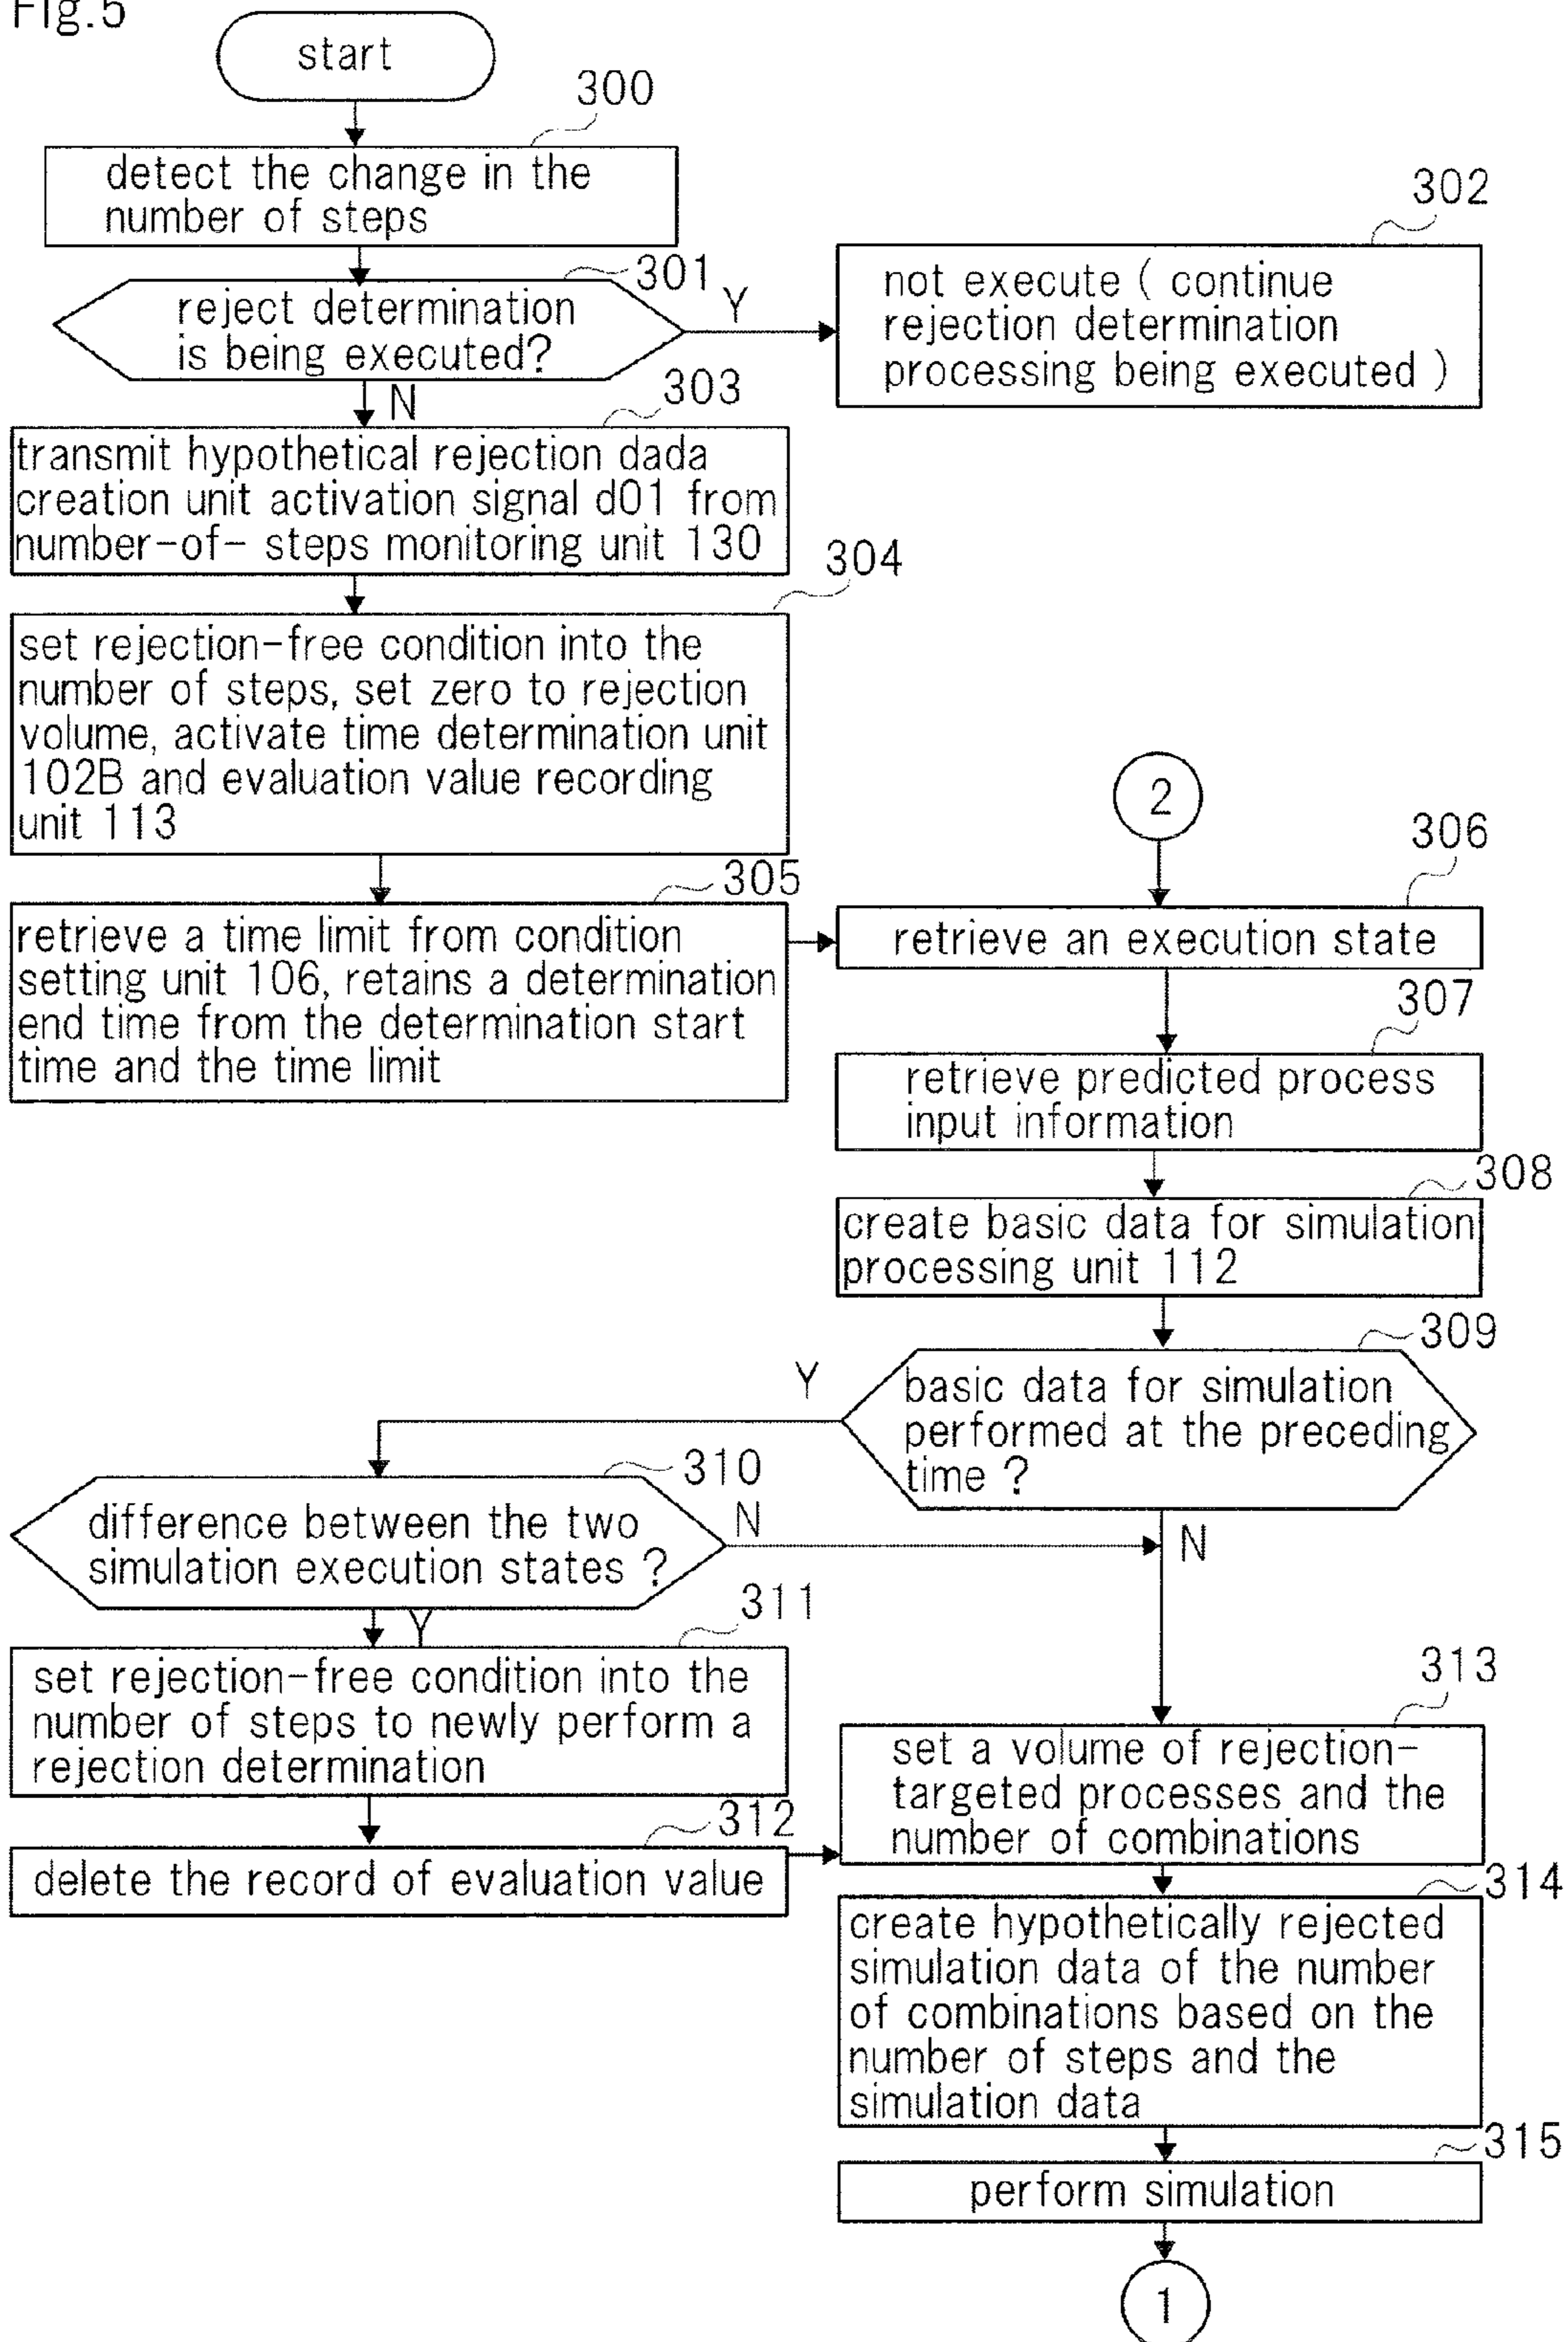 Fig.5
start
300
detect the change in the
number of steps
301
reject determination
is being executed?
Y
N
302
not execute ( continue
rejection determination
processing being executed )
303
transmit hypothetical rejection dada
creation unit activation signal d01 from
number-of- steps monitoring unit 130
304
set rejection-free condition into the
number of steps, set zero to rejection
volume, activate time determination unit
102B and evaluation value recording
unit 113
305
retrieve a time limit from condition
setting unit 106, retains a determination
end time from the determination start
time and the time limit
2
306
retrieve an execution state
307
retrieve predicted process
input information
308
create basic data for simulation
processing unit 112
309
basic data for simulation
performed at the preceding
time ?
Y
N
310
difference between the two
simulation execution states ?
N
Y
311
set rejection-free condition into the
number of steps to newly perform a
rejection determination
312
delete the record of evaluation value
313
set a volume of rejection-
targeted processes and the
number of combinations
314
create hypothetically rejected
simulation data of the number
of combinations based on the
number of steps and the
simulation data
315
perform simulation
1